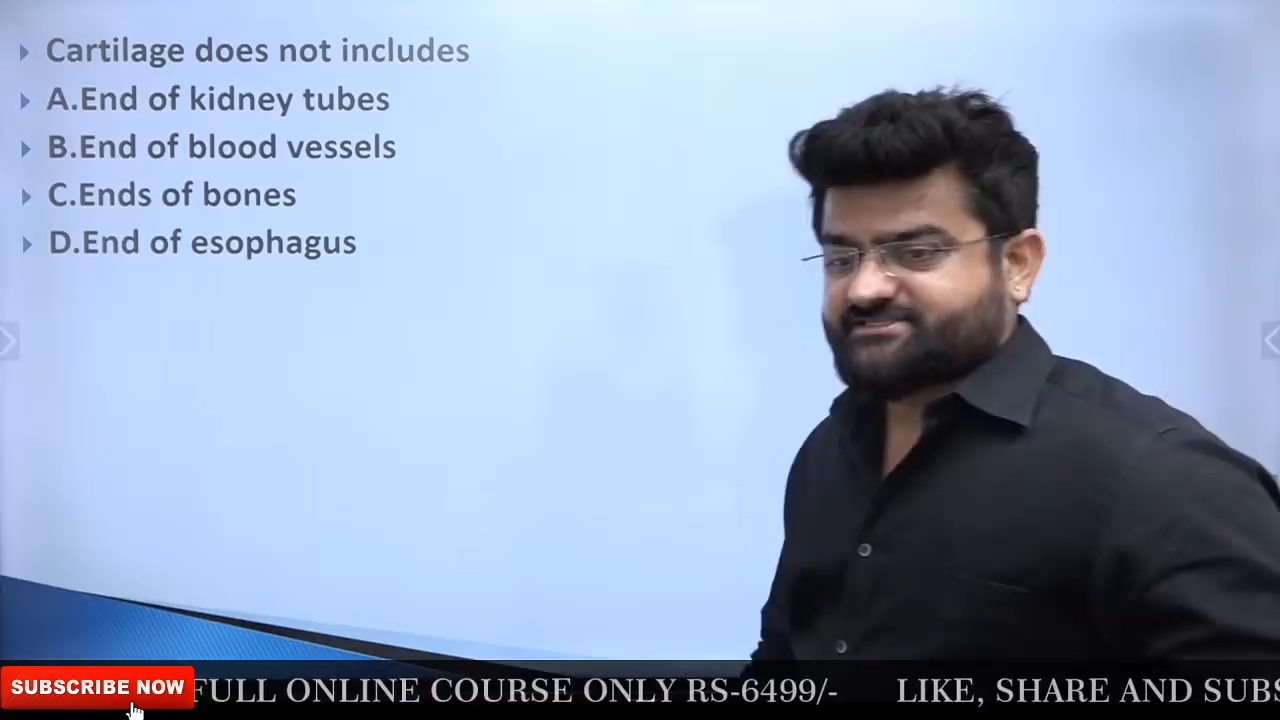 Cartilage does not includes
A.End of kidney tubes
B.End of blood vessels
C.Ends of bones
D.End of esophagus
SUBSCRIBE NOW
FULL ONLINE COURSE ONLY RS-6499/- LIKE, SHARE AND SUBS